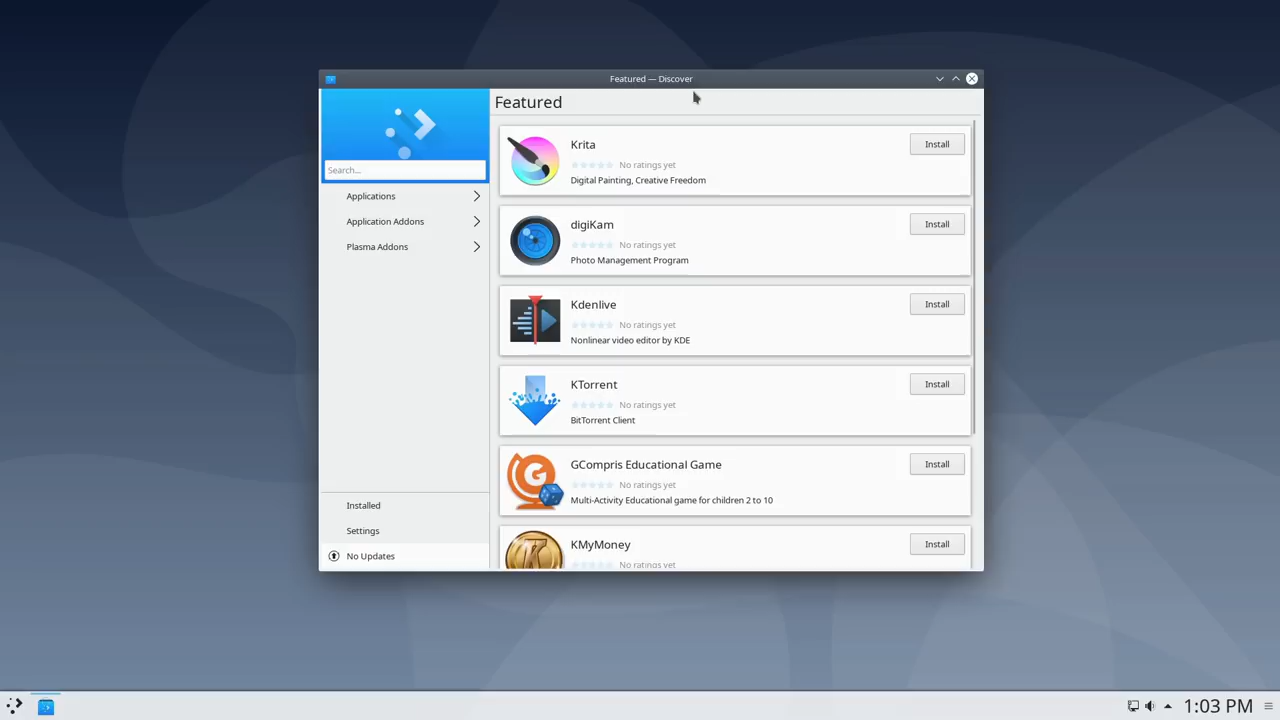 Featured — Discover
Search...
Applications
Application Addons
Plasma Addons
Installed
Settings
No Updates
Featured
Krita
No ratings yet
Digital Painting, Creative Freedom
Install
digiKam
No ratings yet
Photo Management Program
Install
Kdenlive
No ratings yet
Nonlinear video editor by KDE
Install
KTorrent
No ratings yet
BitTorrent Client
Install
GCompris Educational Game
No ratings yet
Multi-Activity Educational game for children 2 to 10
Install
KMyMoney
No ratings yet
Install
1:03 PM